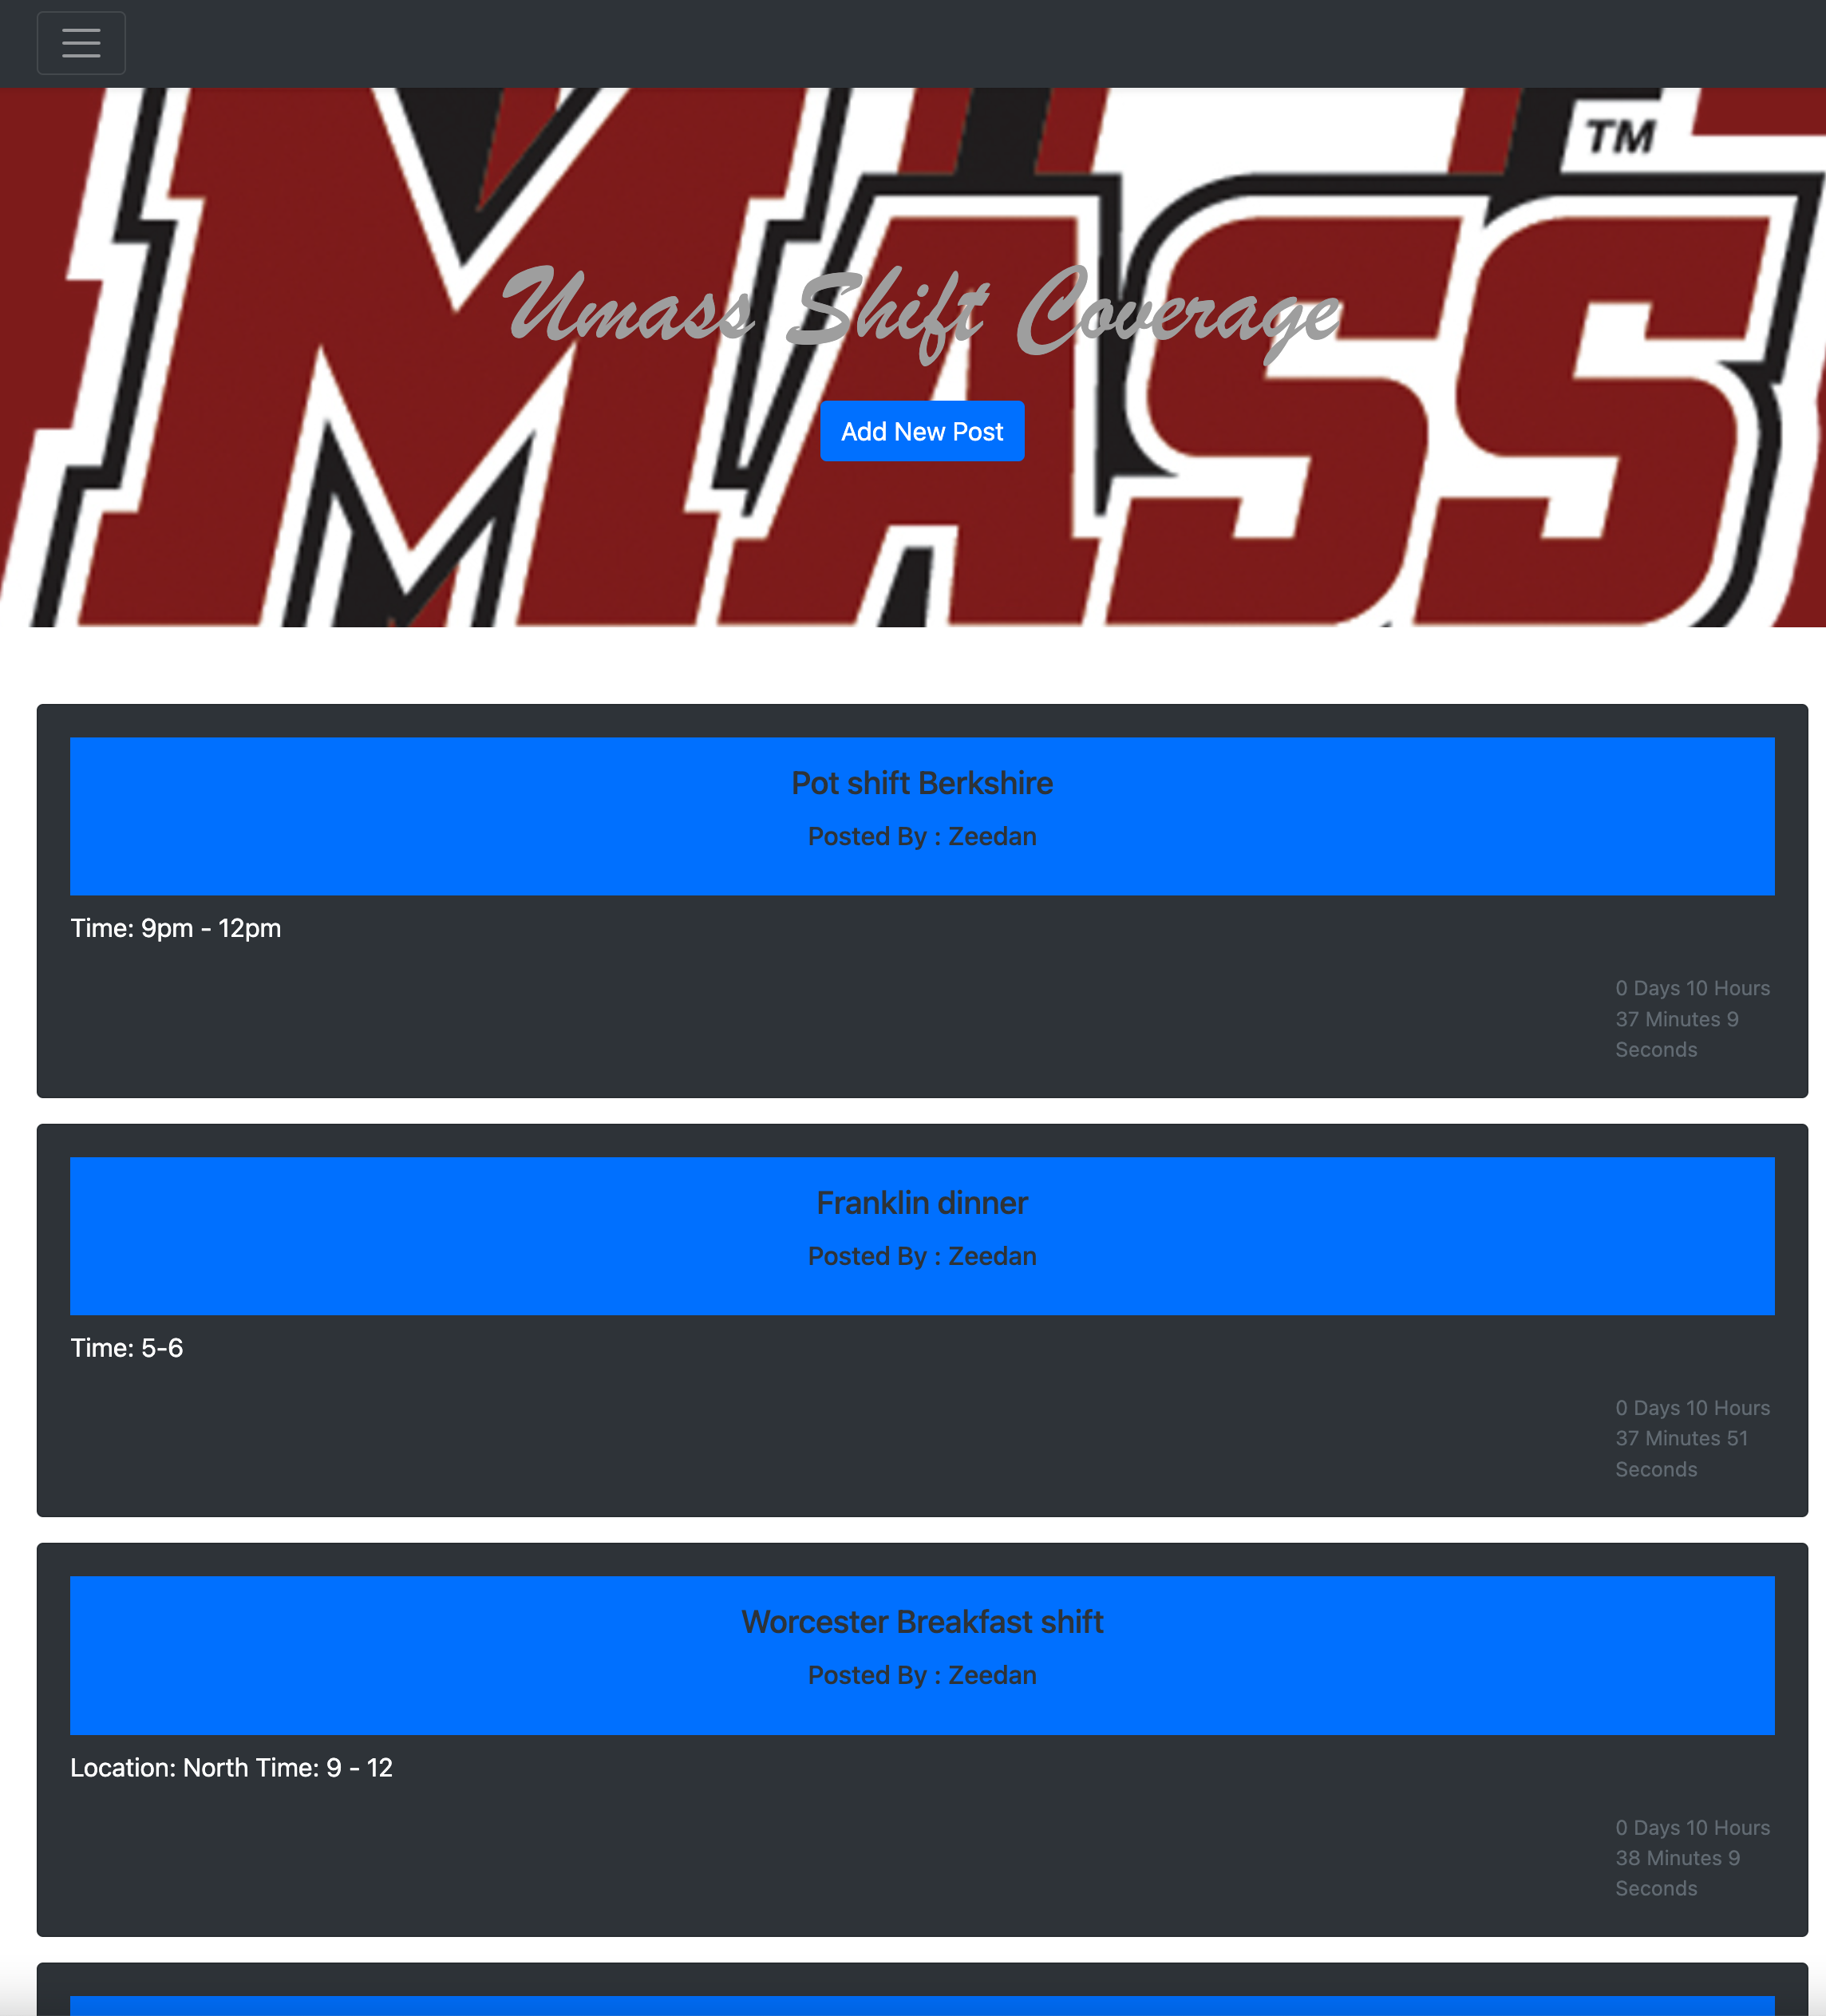 MASS
TM
Umass Shift Coverage
Add New Post
Pot shift Berkshire
Posted By : Zeedan
Time: 9pm - 12pm
0 Days 10 Hours
37 Minutes 9
Seconds
Franklin dinner
Posted By : Zeedan
Time: 5-6
0 Days 10 Hours
37 Minutes 51
Seconds
Worcester Breakfast shift
Posted By : Zeedan
Location: North Time: 9 - 12
0 Days 10 Hours
38 Minutes 9
Seconds